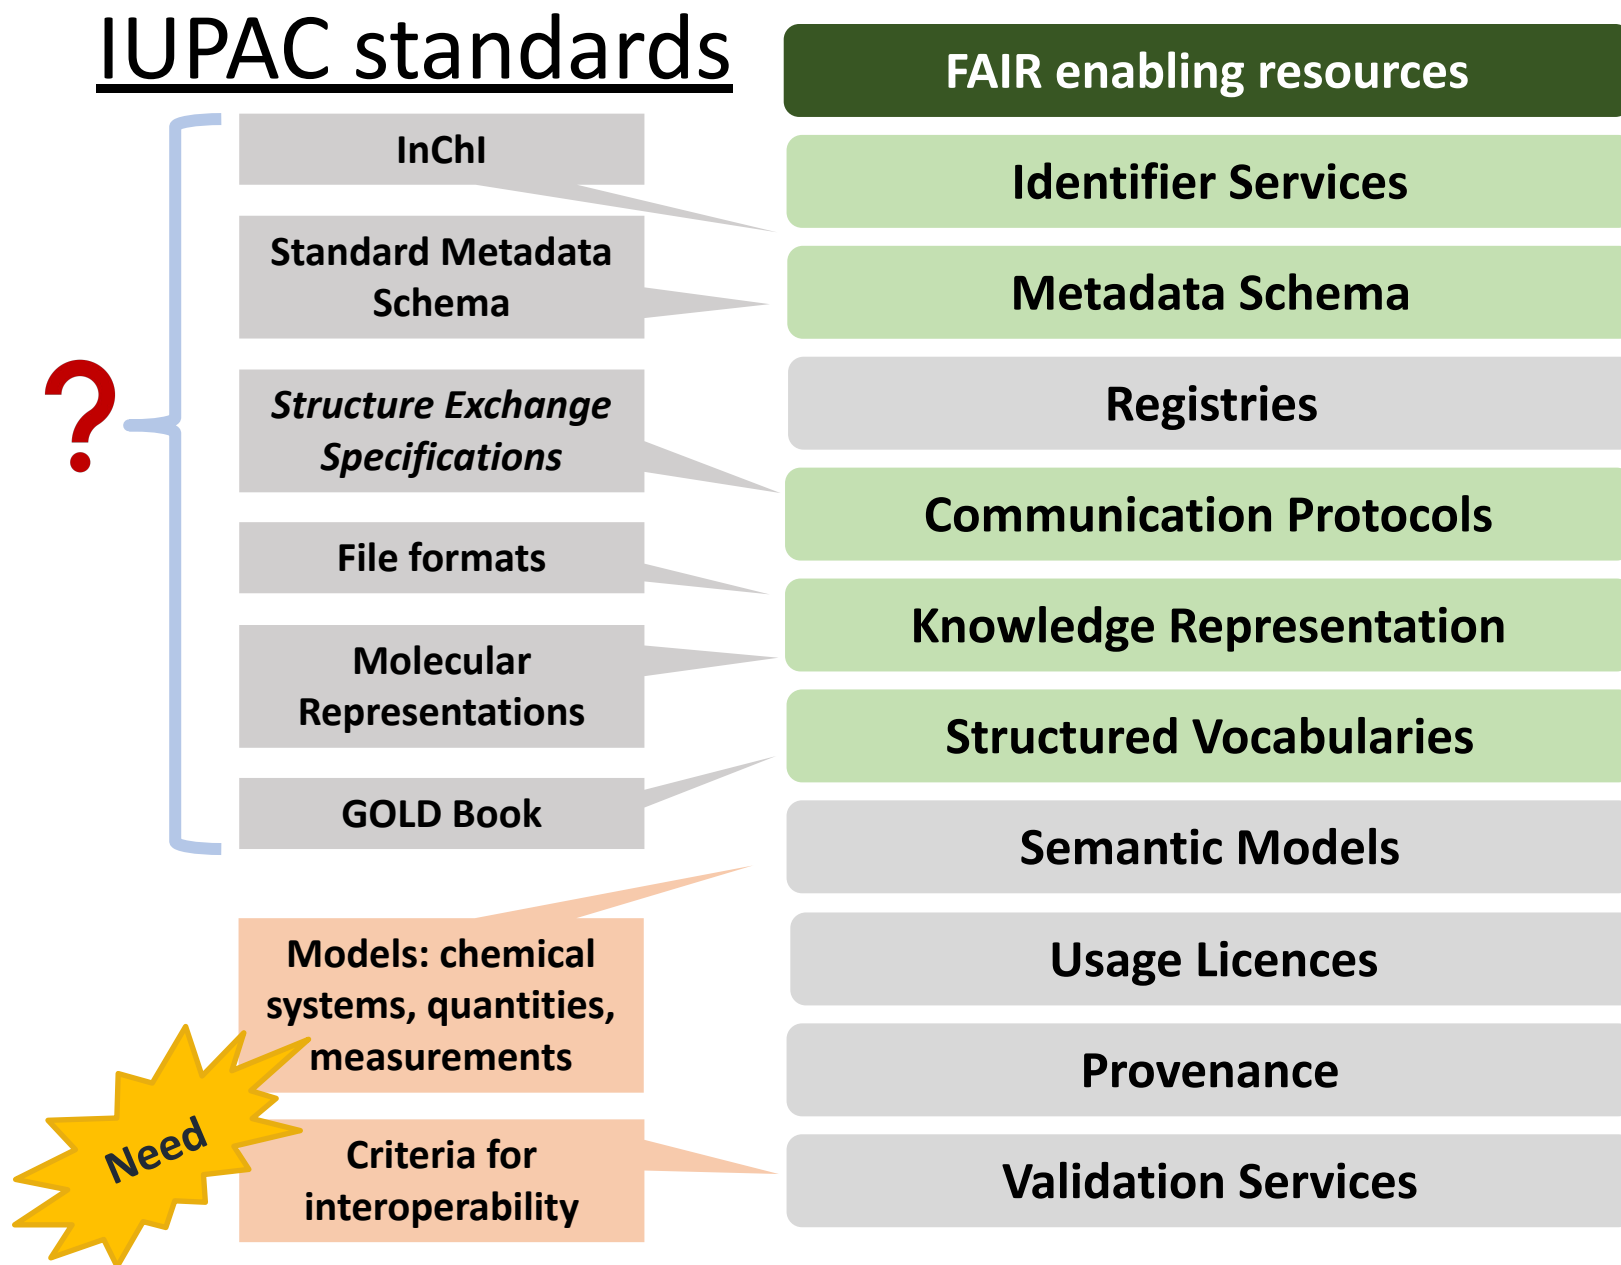 IUPAC standards
InChI
Standard Metadata
Schema
Structure Exchange
Specifications
File formats
Molecular
Representations
GOLD Book
Models: chemical
systems, quantities,
measurements
Criteria for
interoperability
Need
?
FAIR enabling resources
Identifier Services
Metadata Schema
Registries
Communication Protocols
Knowledge Representation
Structured Vocabularies
Semantic Models
Usage Licences
Provenance
Validation Services